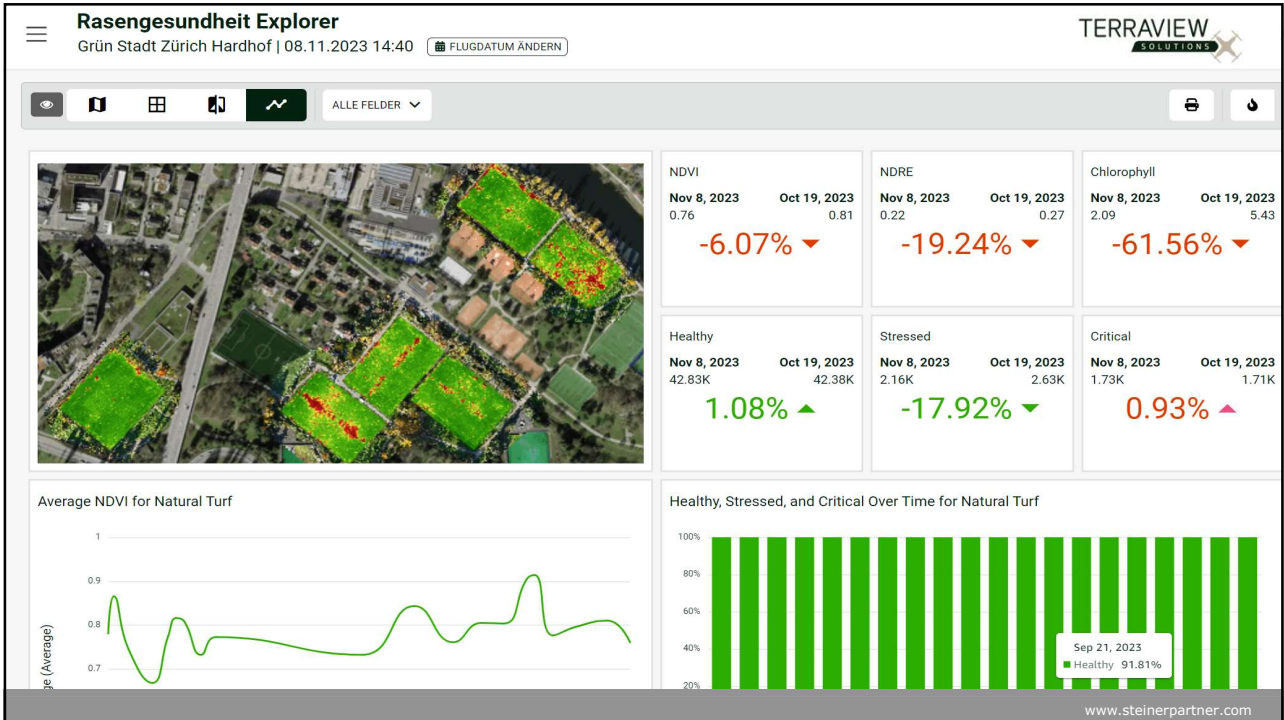 Rasengesundheit Explorer
Grün Stadt Zürich Hardhof | 08.11.2023 14:40
FLUGDATUM ÄNDERN
TERRAVIEW
SOLUTIONS
ALLE FELDER
NDVI
Nov 8, 2023 Oct 19, 2023
0.76 0.81
-6.07%
NDRE
Nov 8, 2023 Oct 19, 2023
0.22 0.27
-19.24%
Chlorophyll
Nov 8, 2023 Oct 19, 2023
2.09 5.43
-61.56%
Healthy
Nov 8, 2023 Oct 19, 2023
42.83K 42.38K
1.08%
Stressed
Nov 8, 2023 Oct 19, 2023
2.16K 2.63K
-17.92%
Critical
Nov 8, 2023 Oct 19, 2023
1.73K 1.71K
0.93%
Average NDVI for Natural Turf
1
0.9
0.8
0.7
ge (Average)
Healthy, Stressed, and Critical Over Time for Natural Turf
100%
80%
60%
40%
20%
Sep 21, 2023
Healthy 91.81%
www.steinerpartner.com